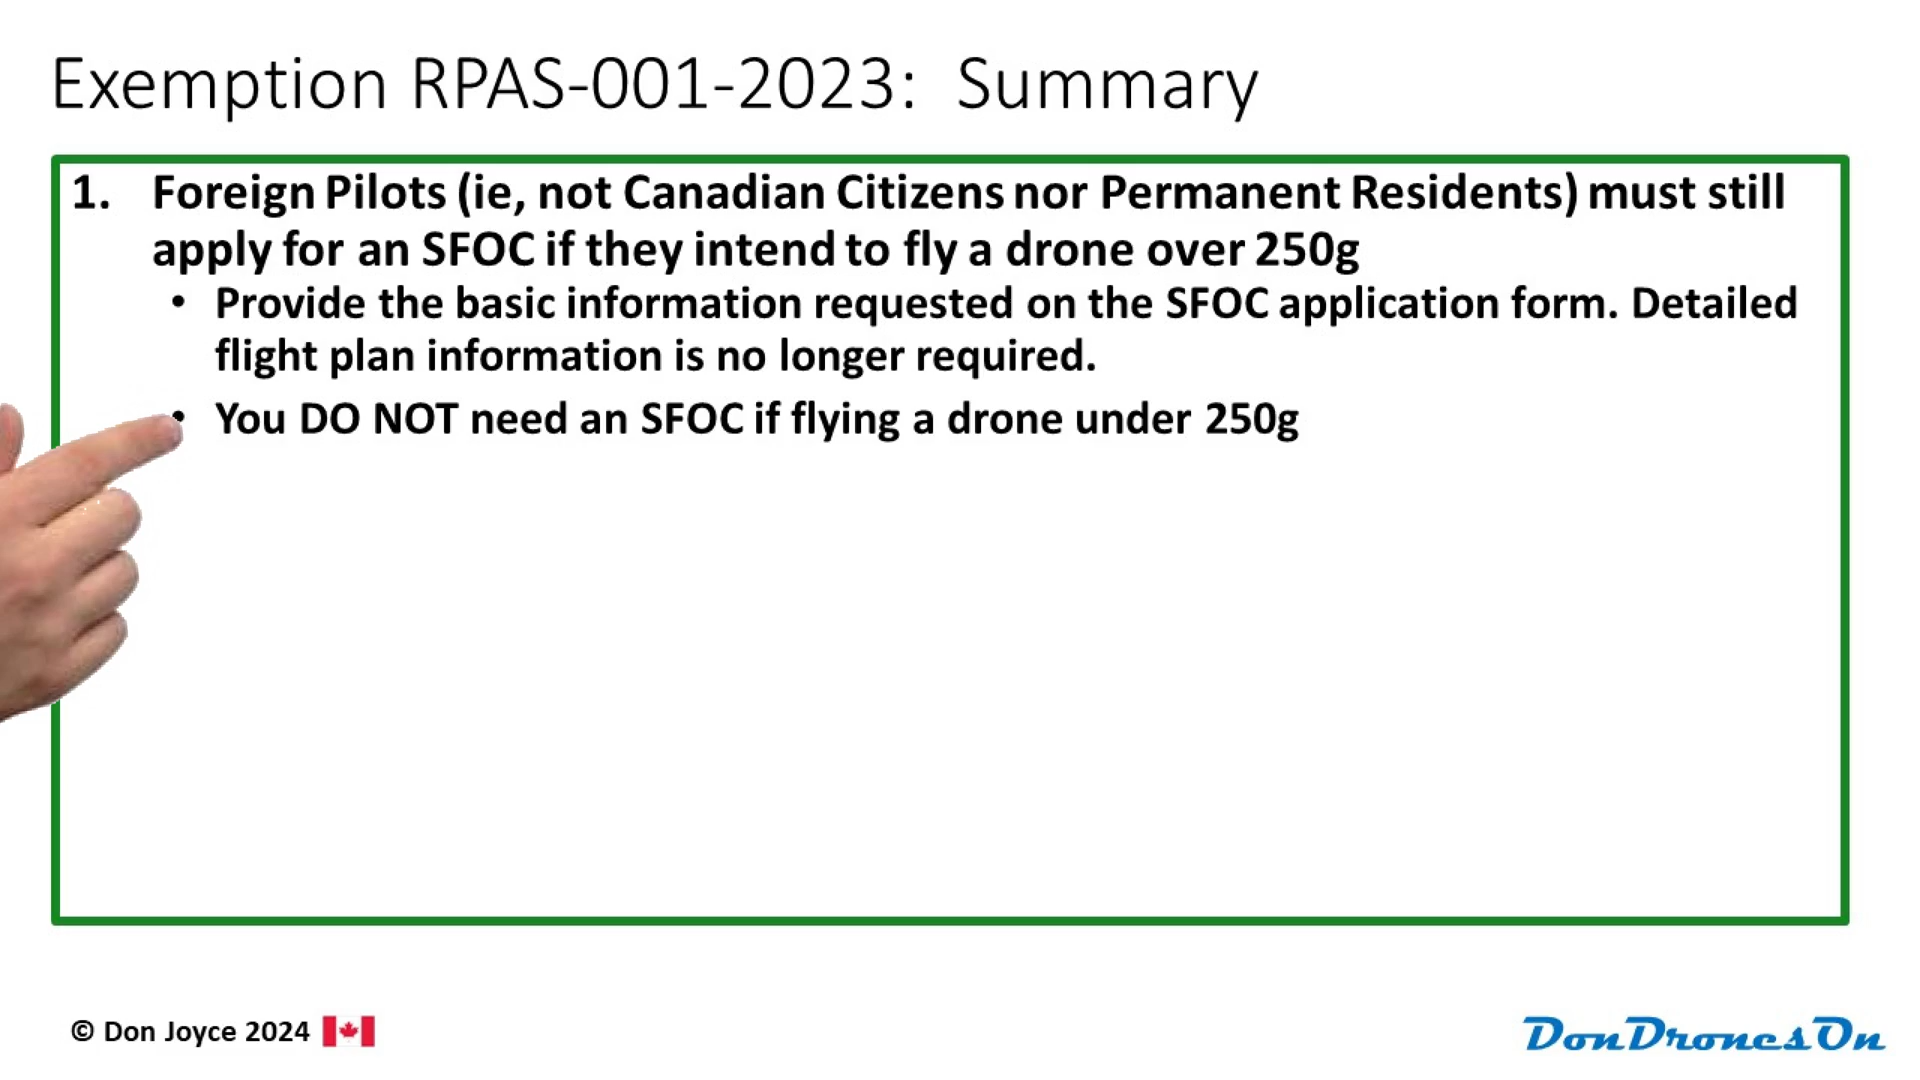 Exemption RPAS-001-2023: Summary
1. Foreign Pilots (ie, not Canadian Citizens nor Permanent Residents) must still
apply for an SFOC if they intend to fly a drone over 250g
• Provide the basic information requested on the SFOC application form. Detailed
flight plan information is no longer required.
• You DO NOT need an SFOC if flying a drone under 250g
© Don Joyce 2024
DonDronesOn